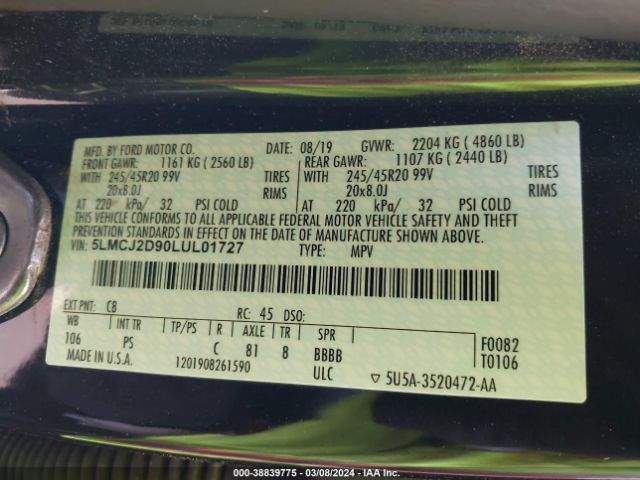 MFD. BY FORD MOTOR CO. DATE: 08/19 GVWR: 2204 KG ( 4860 LB)
FRONT GAWR: 1161 KG ( 2560 LB) REAR GAWR: 1107 KG ( 2440 LB)
WITH 245/45R20 99V TIRES WITH 245/45R20 99V TIRES
20x8.0J RIMS 20x8.0J RIMS
AT 220 kPa/ 32 PSI COLD AT 220 kPa/ 32 PSI COLD
THIS VEHICLE CONFORMS TO ALL APPLICABLE FEDERAL MOTOR VEHICLE SAFETY AND THEFT
PREVENTION STANDARDS IN EFFECT ON THE DATE OF MANUFACTURE SHOWN ABOVE.
VIN: 5LMCJ2D90LUL01727 TYPE: MPV
EXT PNT: C8 RC: 45 DSO:
WB INT TR TP/PS R AXLE TR SPR F0082
106 PS C 81 8 BBBB T0106
MADE IN U.S.A. 1201908261590 ULC ▽ 5U5A-3520472-AA
000-38839775 - 03/08/2024 - IAA Inc.